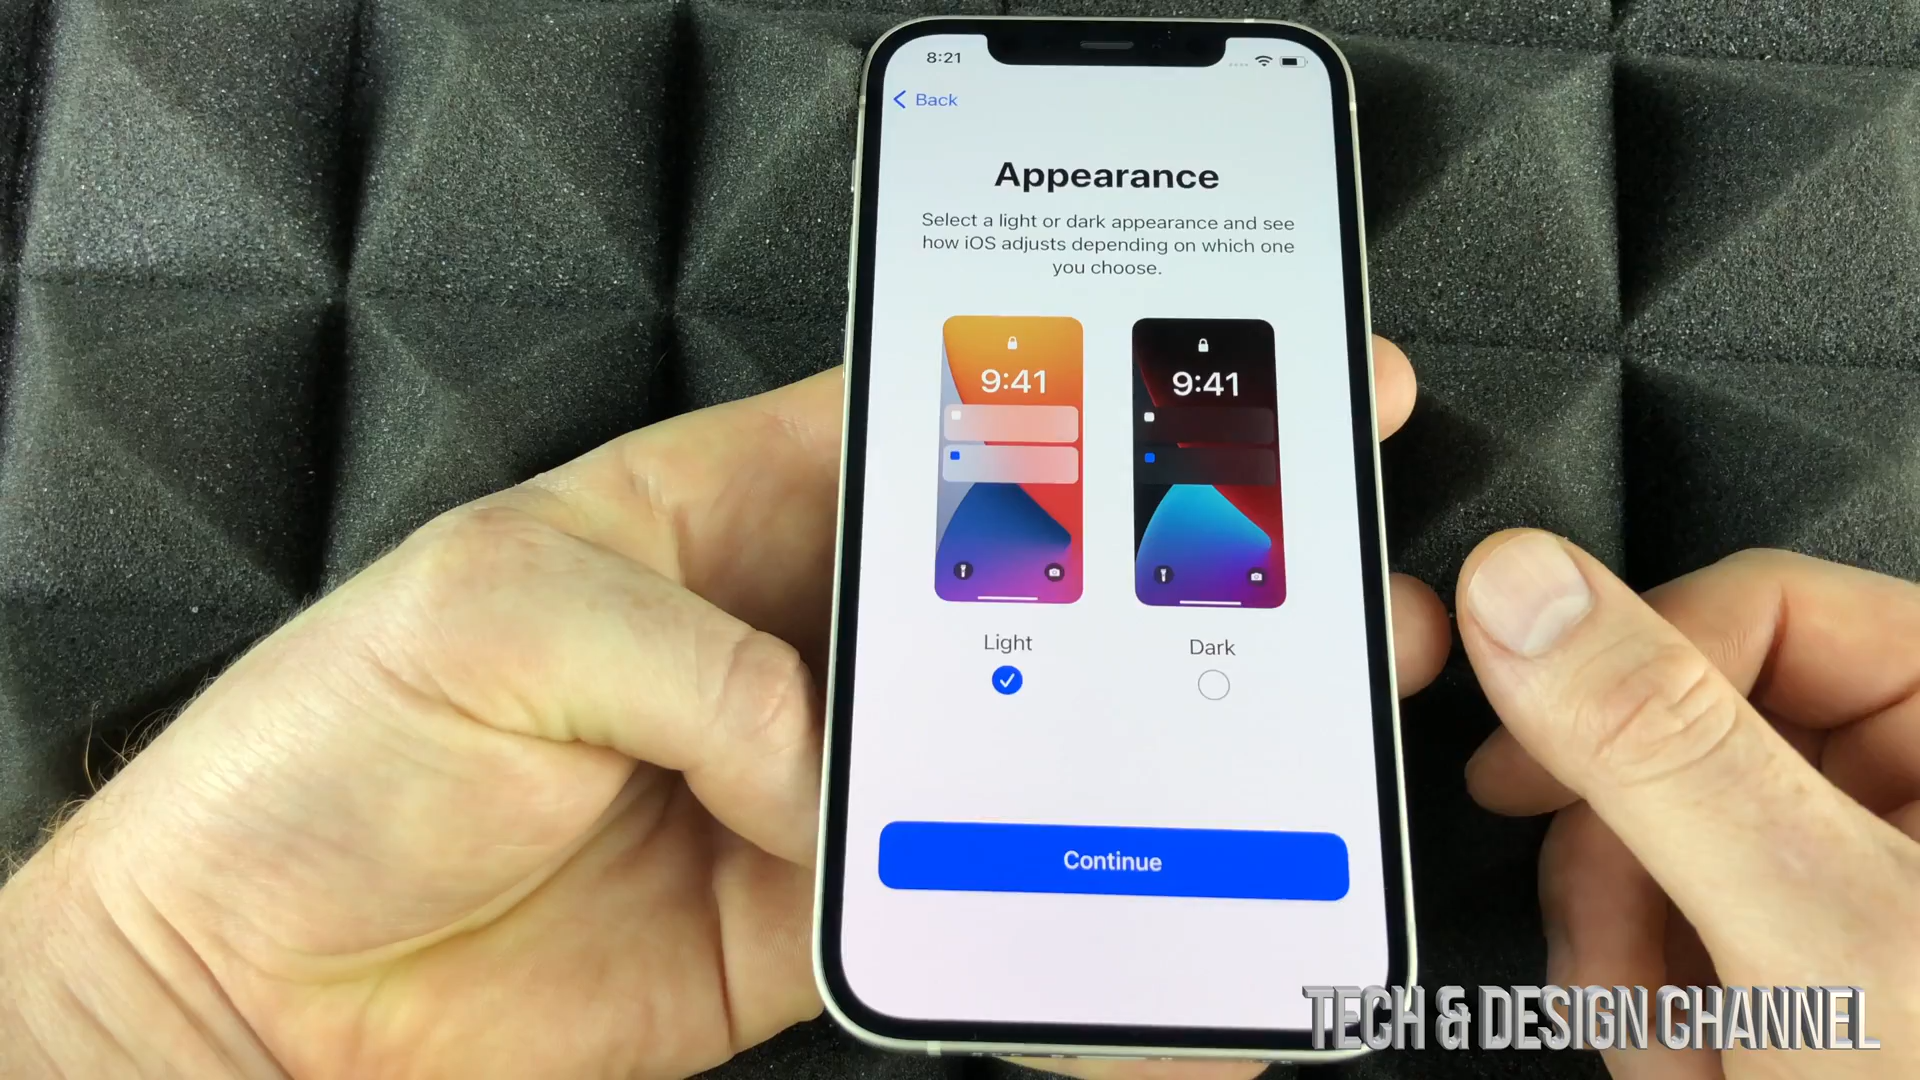 8:21
Back
Appearance
Select a light or dark appearance and see
how iOS adjusts depending on which one
you choose.
9:41
9:41
Light
Dark
Continue
TECH & DESIGN CHANNEL